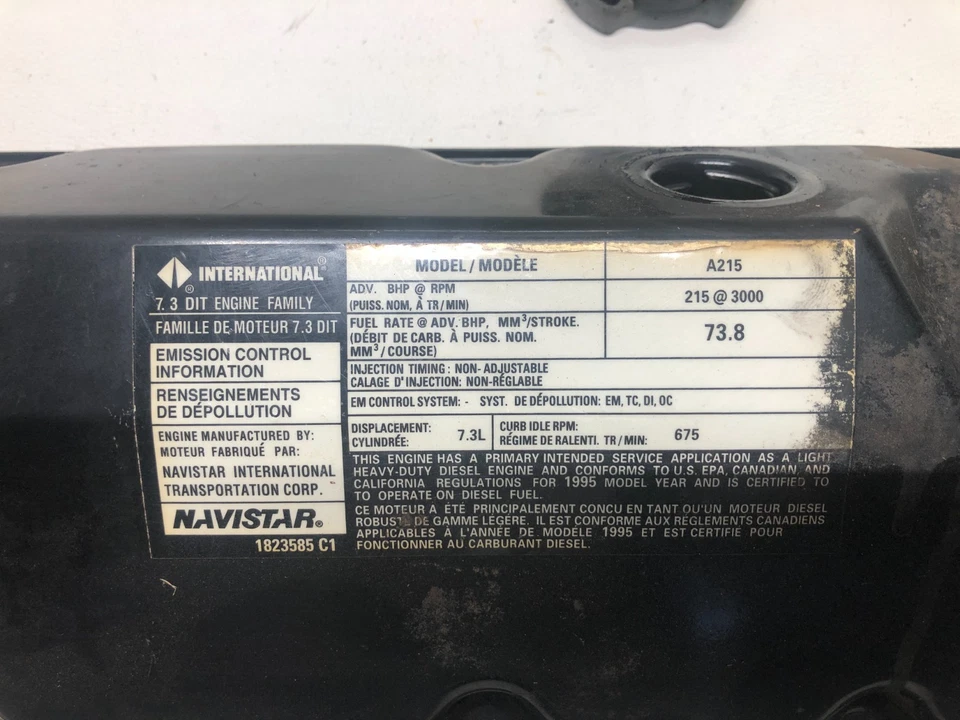 INTERNATIONAL®
®
7.3 DIT ENGINE FAMILY
FAMILLE DE MOTEUR 7.3 DIT
EMISSION CONTROL
INFORMATION
RENSEIGNEMENTS
DE DÉPOLLUTION
ENGINE MANUFACTURED BY:
MOTEUR FABRIQUÉ PAR:
NAVISTAR INTERNATIONAL
TRANSPORTATION CORP.
NAVISTAR®
1823585 C1
MODEL / MODÈLE A215
ADV. BHP @ RPM
(PUISS. NOM, À TR / MIN) 215 @ 3000
FUEL RATE @ ADV. BHP, MM³/STROKE.
(DÉBIT DE CARB. À PUISS. NOM.
MM³ / COURSE) 73.8
INJECTION TIMING : NON- ADJUSTABLE
CALAGE D'INJECTION: NON-RÉGLABLE
EM CONTROL SYSTEM: - SYST. DE DÉPOLLUTION: EM, TC, DI, OC
DISPLACEMENT:
CYLINDRÉE: 7.3L
CURB IDLE RPM:
RÉGIME DE RALENTI. TR / MIN: 675
THIS ENGINE HAS A PRIMARY INTENDED SERVICE APPLICATION AS A LIGHT
HEAVY-DUTY DIESEL ENGINE AND CONFORMS TO U.S. EPA, CANADIAN, AND
CALIFORNIA REGULATIONS FOR 1995 MODEL YEAR AND IS CERTIFIED TO
TO OPERATE ON DIESEL FUEL.
CE MOTEUR A ÉTÉ PRINCIPALEMENT CONCU EN TANT QU'UN MOTEUR DIESEL
ROBUSTE DE GAMME LÉGÈRE. IL EST CONFORME AUX REGLEMENTS CANADIENS
APPLICABLES À L'ANNÉE DE MODÈLE 1995 ET EST CERTIFIÉ POUR
FONCTIONNER AU CARBURANT DIESEL.